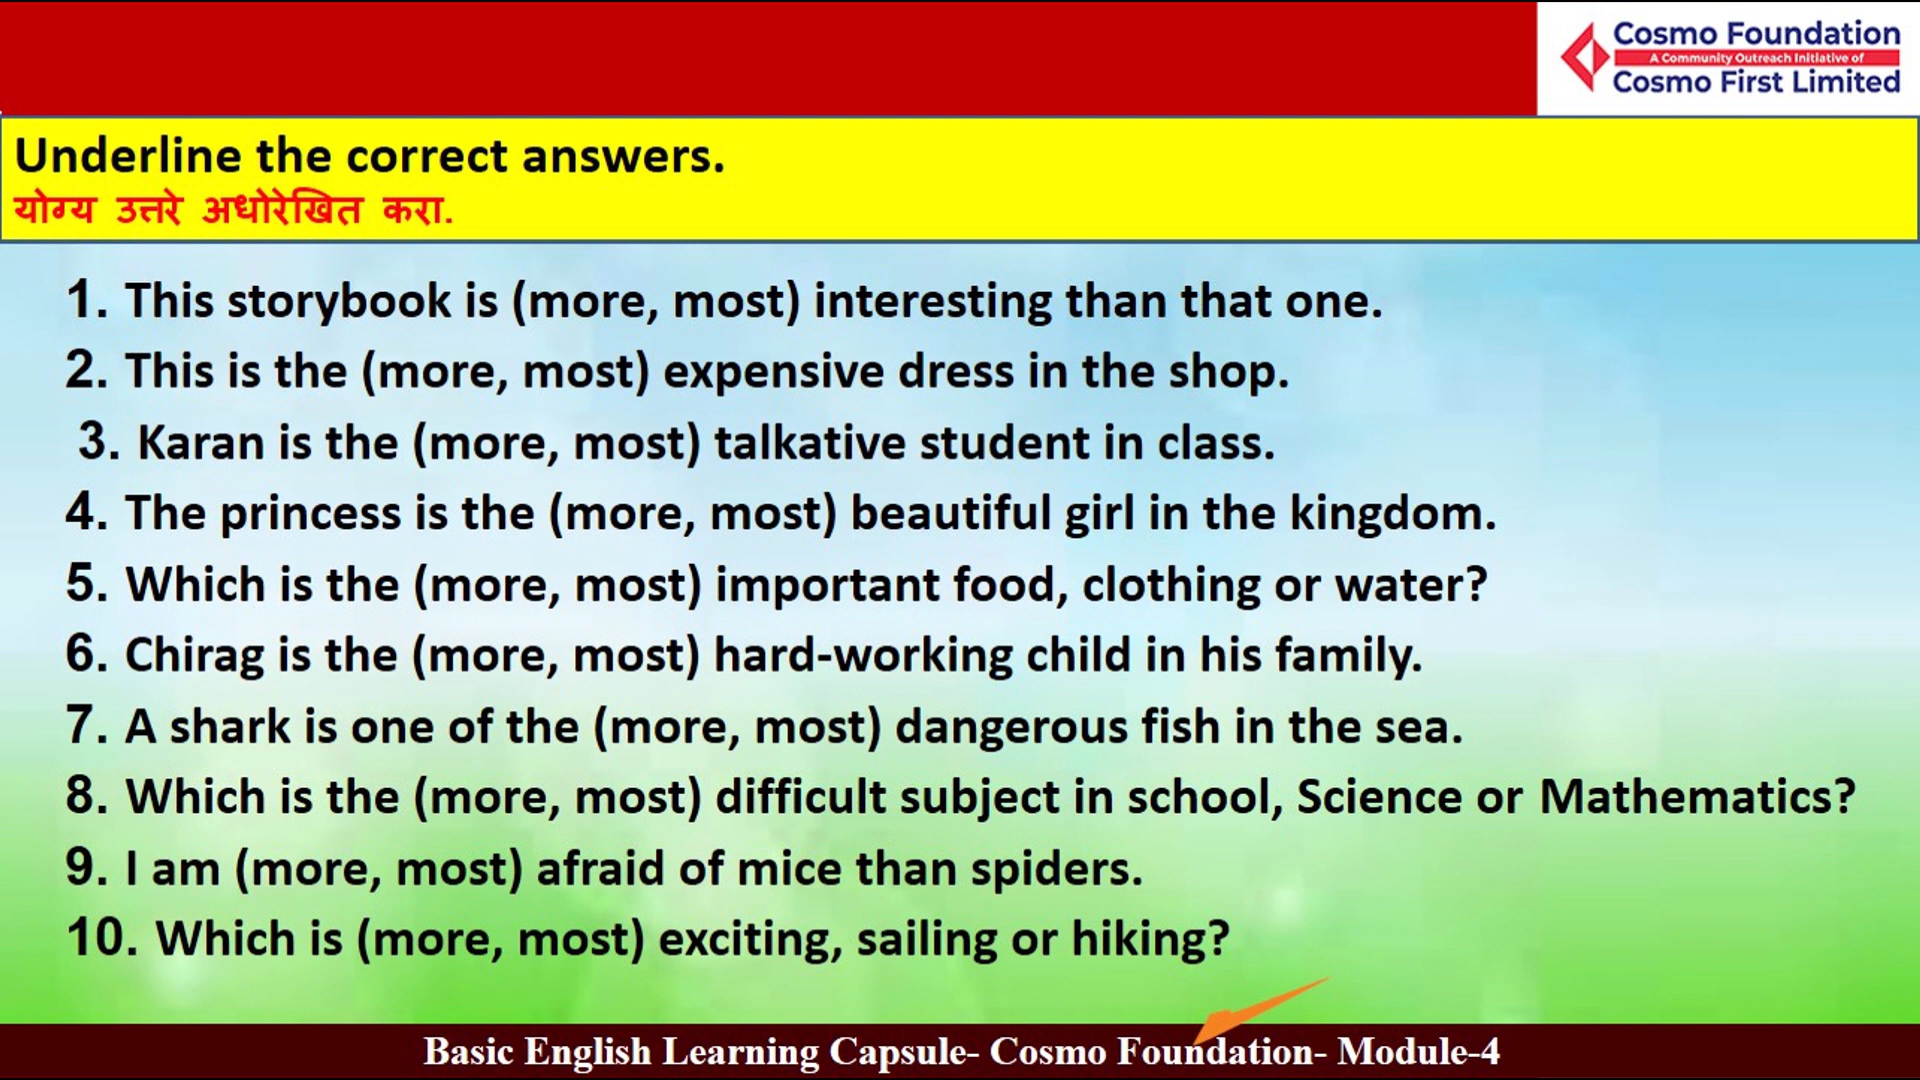 Cosmo Foundation
A Community Outreach Initiative of
Cosmo First Limited
Underline the correct answers.
योग्य उत्तरे अधोरेखित करा.
1. This storybook is (more, most) interesting than that one.
2. This is the (more, most) expensive dress in the shop.
3. Karan is the (more, most) talkative student in class.
4. The princess is the (more, most) beautiful girl in the kingdom.
5. Which is the (more, most) important food, clothing or water?
6. Chirag is the (more, most) hard-working child in his family.
7. A shark is one of the (more, most) dangerous fish in the sea.
8. Which is the (more, most) difficult subject in school, Science or Mathematics?
9. I am (more, most) afraid of mice than spiders.
10. Which is (more, most) exciting, sailing or hiking?
Basic English Learning Capsule- Cosmo Foundation- Module-4